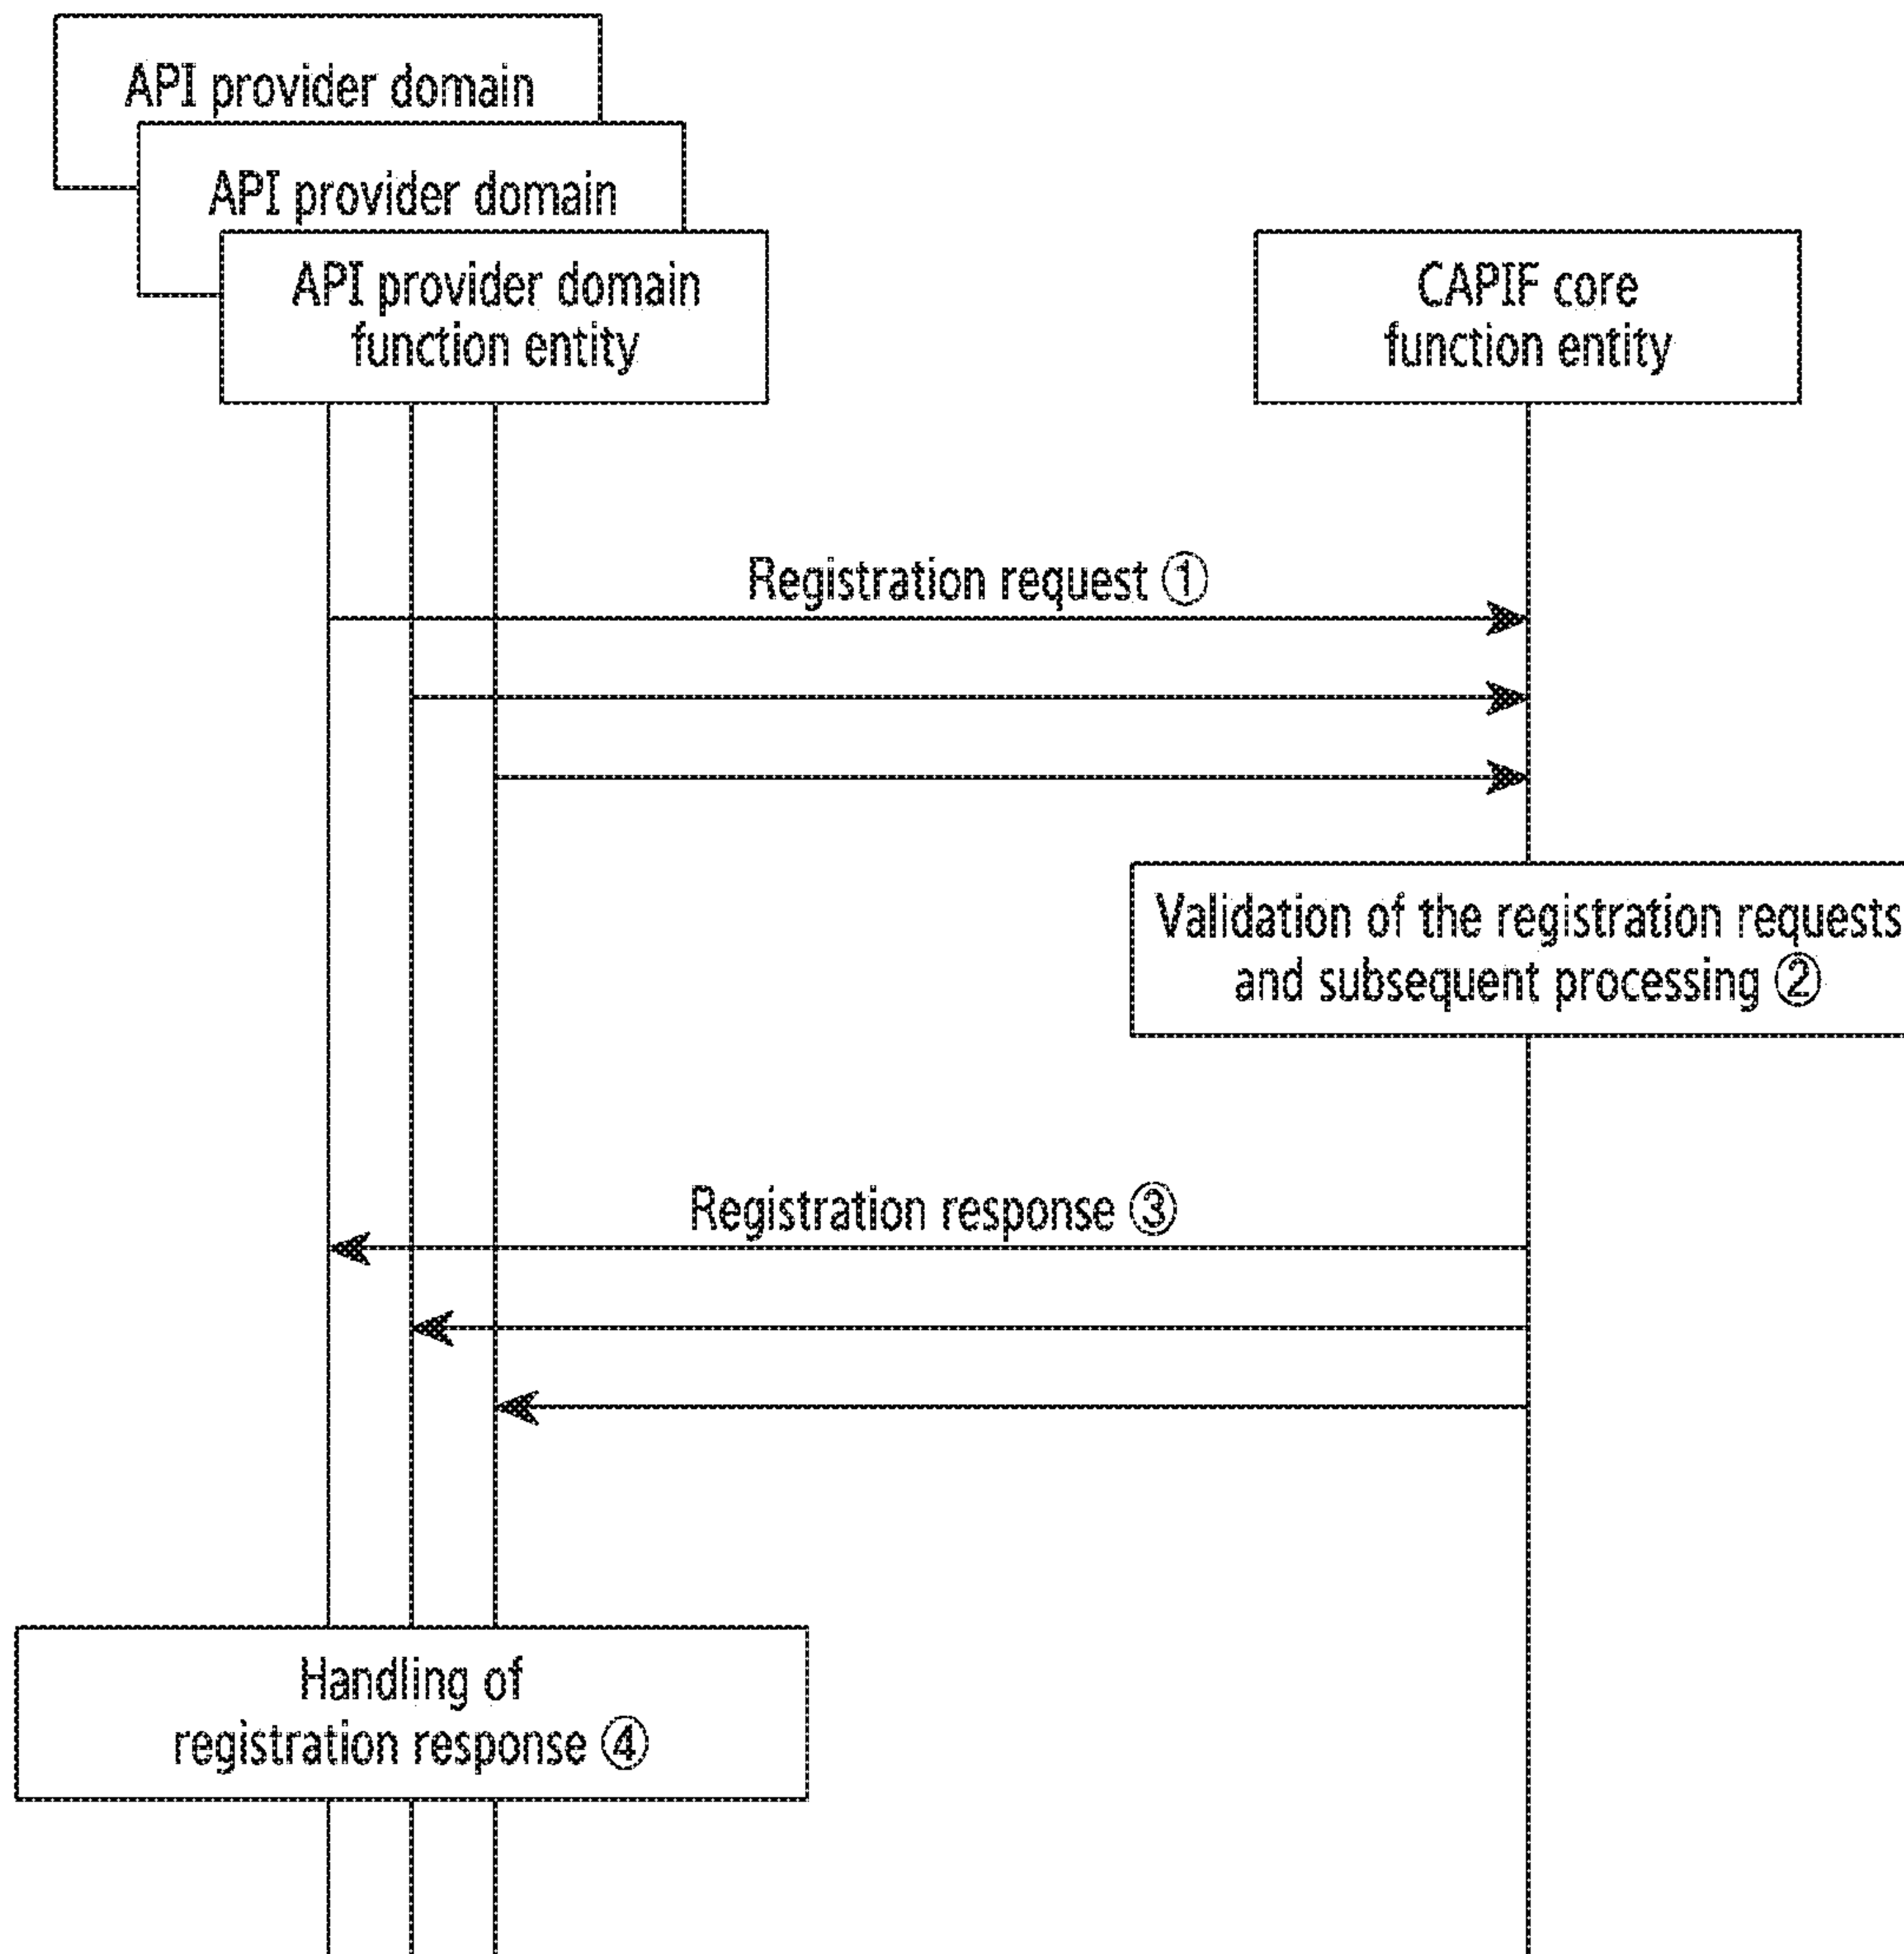 API provider domain
API provider domain
API provider domain
function entity
CAPIF core
function entity
Registration request ①
Validation of the registration requests
and subsequent processing ②
Registration response ③
Handling of
registration response ④